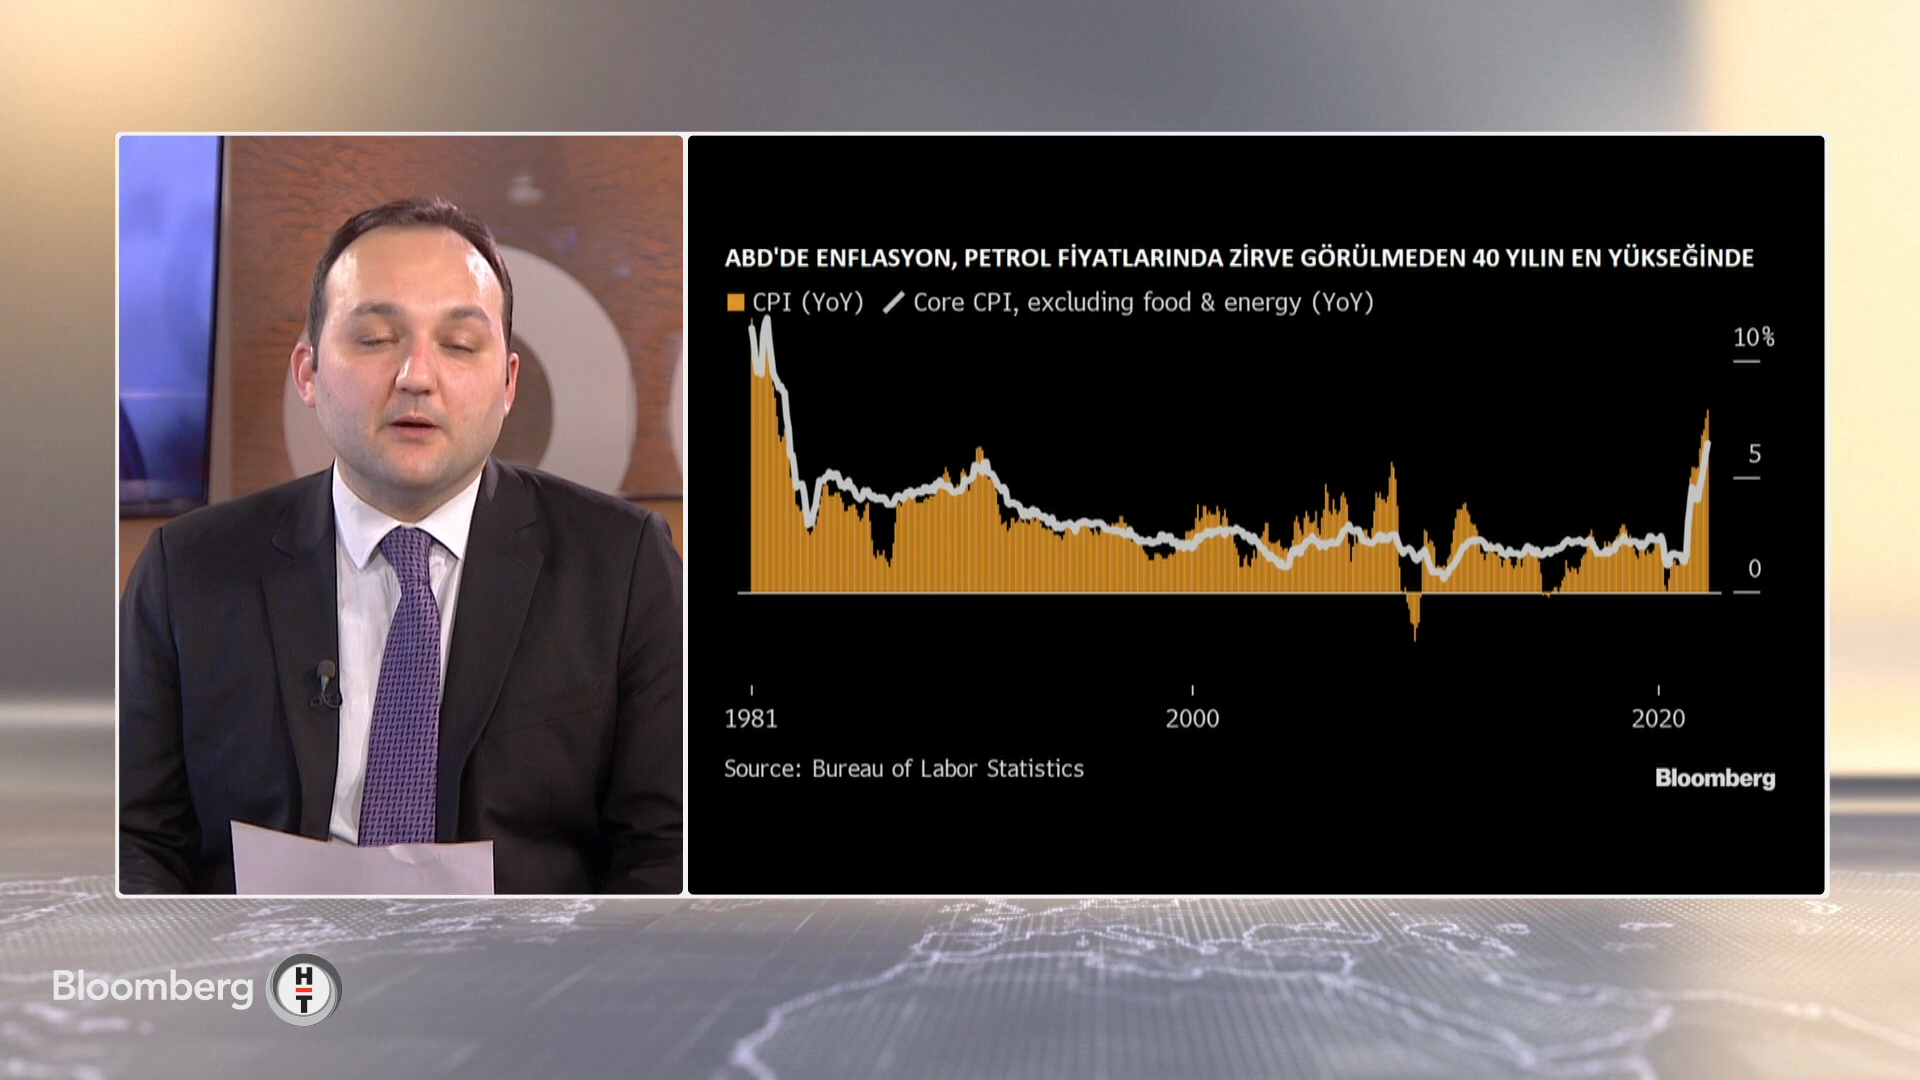 ABD'DE ENFLASYON, PETROL FİYATLARINDA ZİRVE GÖRÜLMEDEN 40 YILIN EN YÜKSEĞİNDE
CPI (YoY) Core CPI, excluding food & energy (YoY)
10%
5
0
1981 2000 2020
Source: Bureau of Labor Statistics
Bloomberg
Bloomberg HT